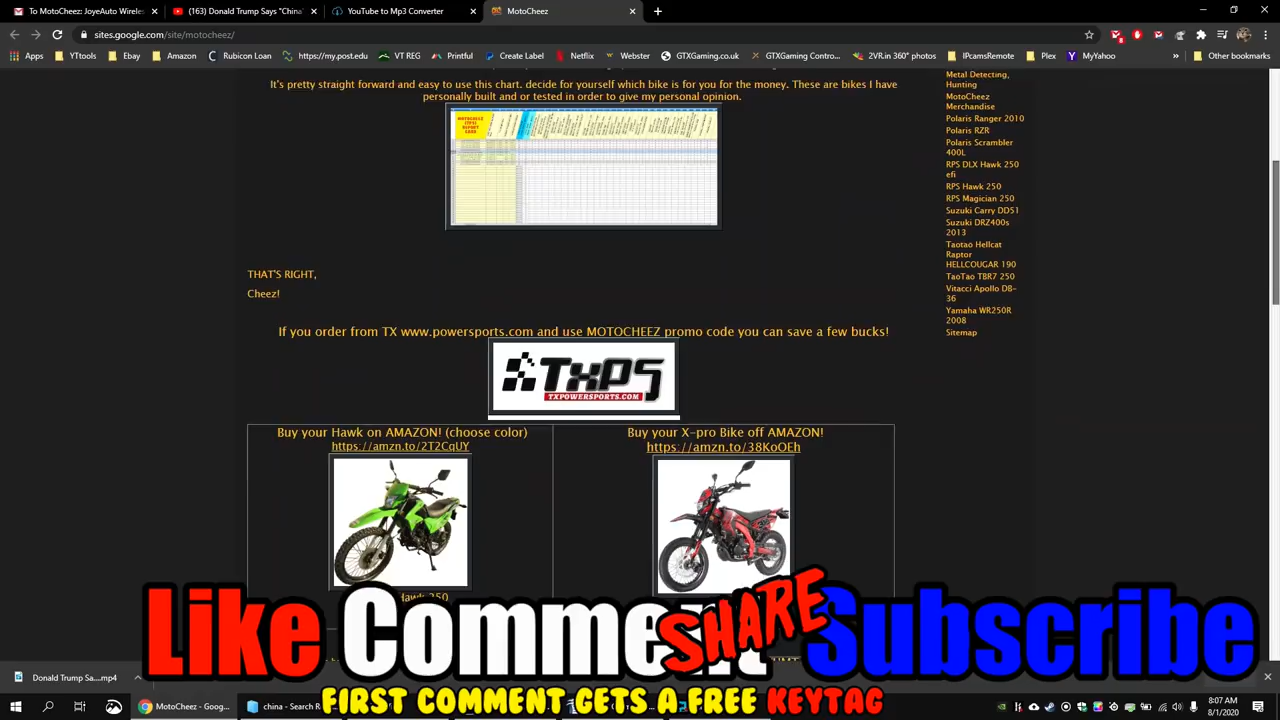 To MotoCheez: JoyeAuto Wireless
(163) Donald Trump Says "China"
YouTube to Mp3 Converter
MotoCheez
sites.google.com/site/motocheez/
Apps YTtools Ebay Amazon Rubicon Loan https://my.post.edu VT REG Printful Create Label Netflix Webster GTXGaming.co.uk GTXGaming Contro... 2VR.in 360° photos IPcamsRemote Plex MyYahoo » Other bookmarks
It's pretty straight forward and easy to use this chart. decide for yourself which bike is for you for the money. These are bikes I have
personally built and or tested in order to give my personal opinion.
MOTOCHEEZ
REPORT
CARD
THAT'S RIGHT,
Cheez!
If you order from TX www.powersports.com and use MOTOCHEEZ promo code you can save a few bucks!
TXPS
TXPOWERSPORTS.COM
Buy your Hawk on AMAZON! (choose color)
https://amzn.to/2T2CqUY
Buy your X-pro Bike off AMAZON!
https://amzn.to/38KoOEh
Hawk 250
Metal Detecting,
Hunting
MotoCheez
Merchandise
Polaris Ranger 2010
Polaris RZR
Polaris Scrambler
400L
RPS DLX Hawk 250
efi
RPS Hawk 250
RPS Magician 250
Suzuki Carry DD51
Suzuki DRZ400s
2013
Taotao Hellcat
Raptor
HELLCOUGAR 190
TaoTao TBR7 250
Vitacci Apollo DB-
36
Yamaha WR250R
2008
Sitemap
Like Comment SHARE Subscribe
FIRST COMMENT GETS A FREE KEYTAG
Donald Trump Sa....mp4
MotoCheez - Goog...
china - Search R
8:07 AM
8/1/2020